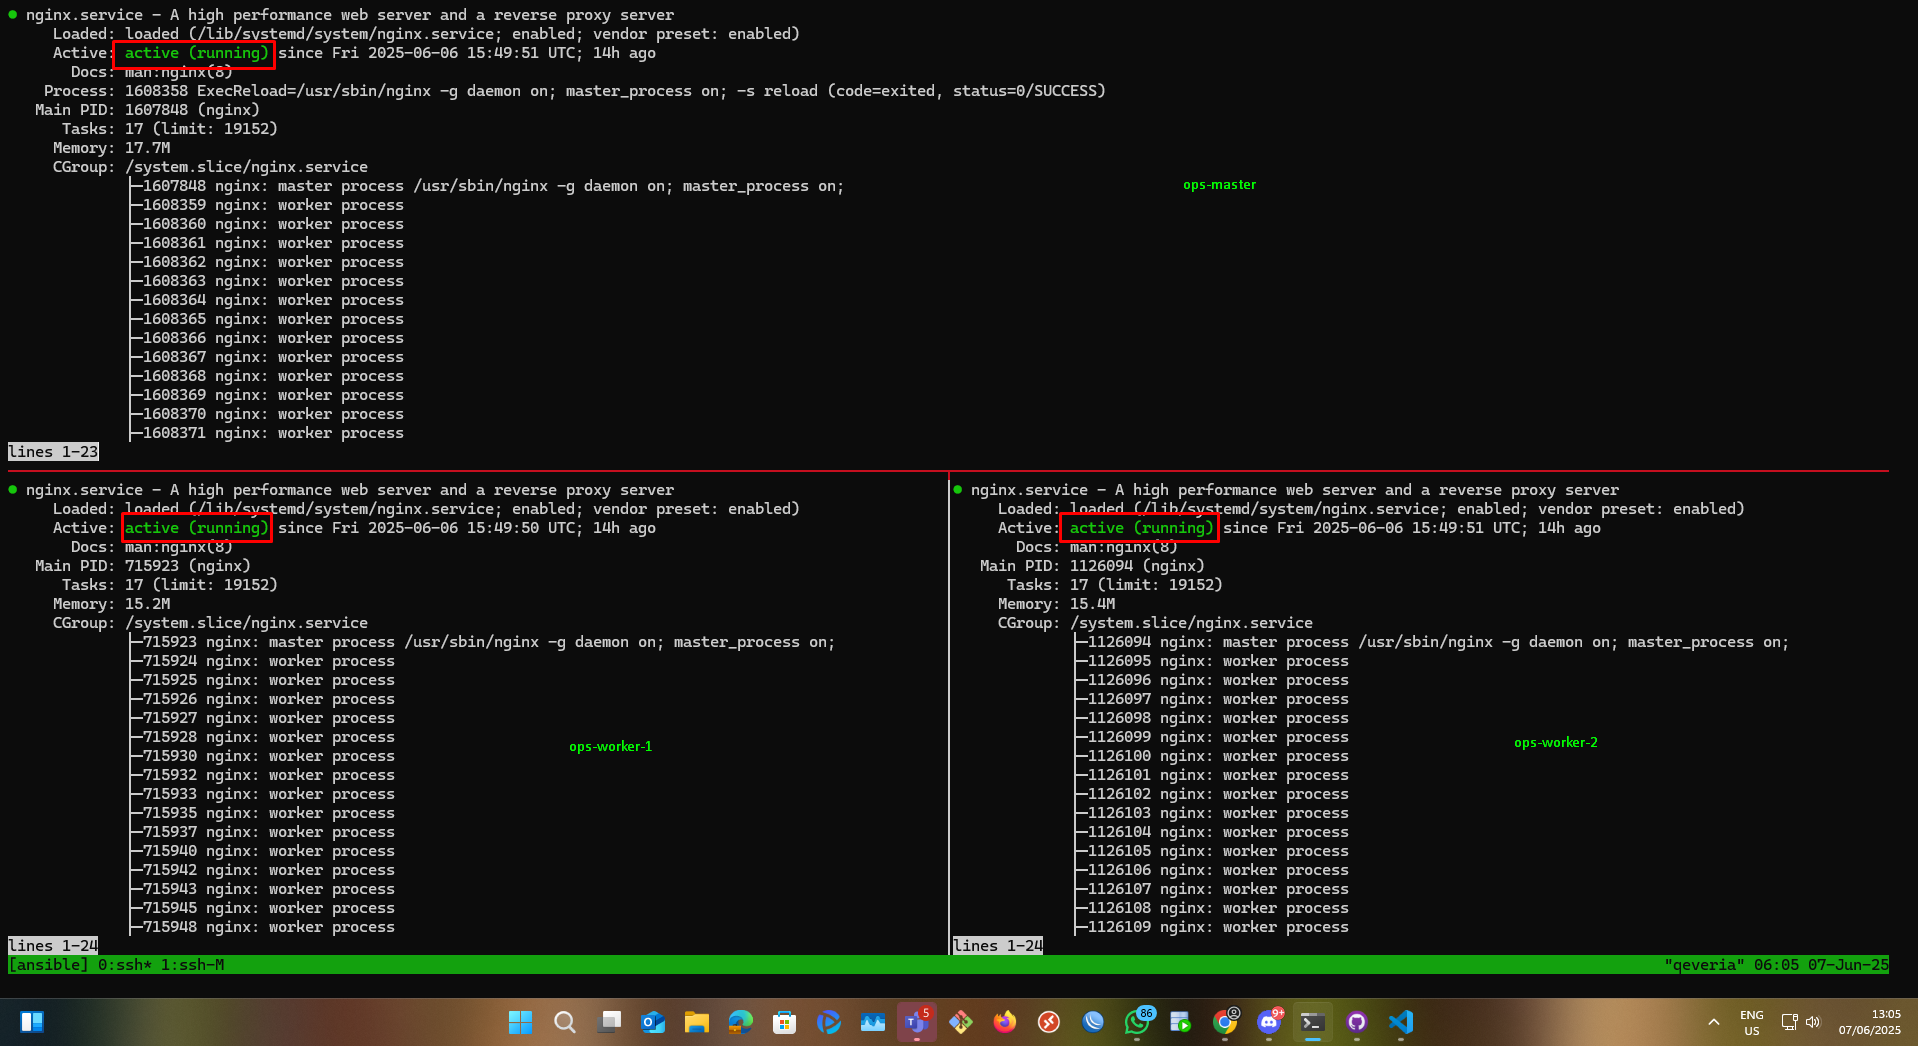 ● nginx.service - A high performance web server and a reverse proxy server
Loaded: loaded (/lib/systemd/system/nginx.service; enabled; vendor preset: enabled)
Active: active (running) since Fri 2025-06-06 15:49:51 UTC; 14h ago
Docs: man:nginx(8)
Process: 1608358 ExecReload=/usr/sbin/nginx -g daemon on; master_process on; -s reload (code=exited, status=0/SUCCESS)
Main PID: 1607848 (nginx)
Tasks: 17 (limit: 19152)
Memory: 17.7M
CGroup: /system.slice/nginx.service
├─1607848 nginx: master process /usr/sbin/nginx -g daemon on; master_process on;
├─1608359 nginx: worker process
├─1608360 nginx: worker process
├─1608361 nginx: worker process
├─1608362 nginx: worker process
├─1608363 nginx: worker process
├─1608364 nginx: worker process
├─1608365 nginx: worker process
├─1608366 nginx: worker process
├─1608367 nginx: worker process
├─1608368 nginx: worker process
├─1608369 nginx: worker process
├─1608370 nginx: worker process
├─1608371 nginx: worker process
ops-master
lines 1-23
● nginx.service - A high performance web server and a reverse proxy server
Loaded: loaded (/lib/systemd/system/nginx.service; enabled; vendor preset: enabled)
Active: active (running) since Fri 2025-06-06 15:49:50 UTC; 14h ago
Docs: man:nginx(8)
Main PID: 715923 (nginx)
Tasks: 17 (limit: 19152)
Memory: 15.2M
CGroup: /system.slice/nginx.service
├─715923 nginx: master process /usr/sbin/nginx -g daemon on; master_process on;
├─715924 nginx: worker process
├─715925 nginx: worker process
├─715926 nginx: worker process
├─715927 nginx: worker process
├─715928 nginx: worker process
├─715930 nginx: worker process
├─715932 nginx: worker process
├─715933 nginx: worker process
├─715935 nginx: worker process
├─715937 nginx: worker process
├─715940 nginx: worker process
├─715942 nginx: worker process
├─715943 nginx: worker process
├─715945 nginx: worker process
├─715948 nginx: worker process
ops-worker-1
lines 1-24
● nginx.service - A high performance web server and a reverse proxy server
Loaded: loaded (/lib/systemd/system/nginx.service; enabled; vendor preset: enabled)
Active: active (running) since Fri 2025-06-06 15:49:51 UTC; 14h ago
Docs: man:nginx(8)
Main PID: 1126094 (nginx)
Tasks: 17 (limit: 19152)
Memory: 15.4M
CGroup: /system.slice/nginx.service
├─1126094 nginx: master process /usr/sbin/nginx -g daemon on; master_process on;
├─1126095 nginx: worker process
├─1126096 nginx: worker process
├─1126097 nginx: worker process
├─1126098 nginx: worker process
├─1126099 nginx: worker process
├─1126100 nginx: worker process
├─1126101 nginx: worker process
├─1126102 nginx: worker process
├─1126103 nginx: worker process
├─1126104 nginx: worker process
├─1126105 nginx: worker process
├─1126106 nginx: worker process
├─1126107 nginx: worker process
├─1126108 nginx: worker process
├─1126109 nginx: worker process
ops-worker-2
lines 1-24
[ansible] 0:ssh* 1:ssh-M "qeveria" 06:05 07-Jun-25
5
86
9+
ENG
US
13:05
07/06/2025